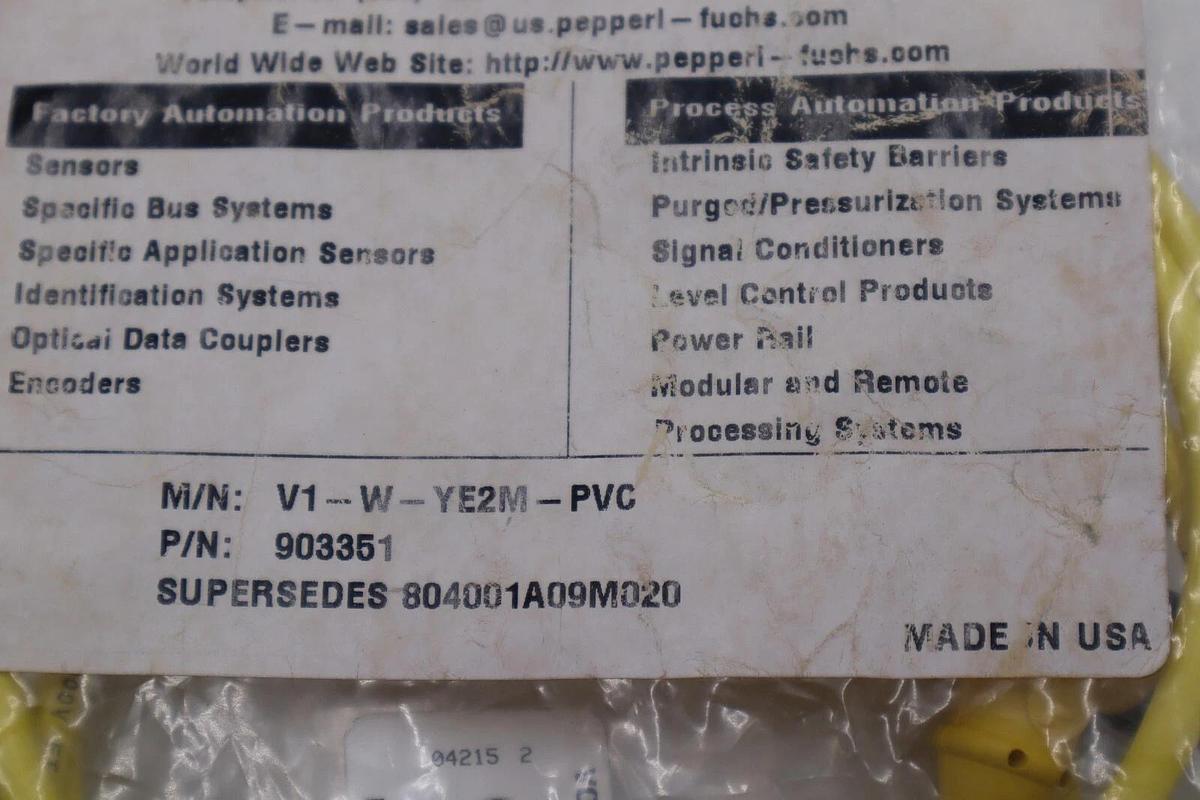 E-mail: sales@us.pepperl-fuchs.com
World Wide Web Site: http://www.pepperl-fuchs.com
Factory Automation Products
Sensors
Specific Bus Systems
Specific Application Sensors
Identification Systems
Optical Data Couplers
Encoders
Process Automation Products
Intrinsic Safety Barriers
Purged/Pressurization Systems
Signal Conditioners
Level Control Products
Power Rail
Modular and Remote
Processing Systems
M/N: V1-W-YE2M-PVC
P/N: 903351
SUPERSEDES 804001A09M020
MADE IN USA
04215 2